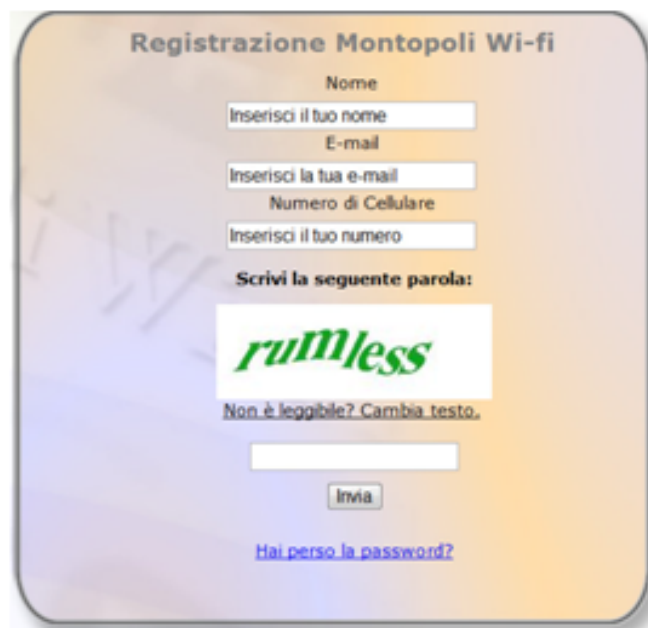 Registrazione Montopoli Wi-fi
Nome
Inserisci il tuo nome
E-mail
Inserisci la tua e-mail
Numero di Cellulare
Inserisci il tuo numero
Scrivi la seguente parola:
rumless
Non è leggibile? Cambia testo.
Invia
Hai perso la password?